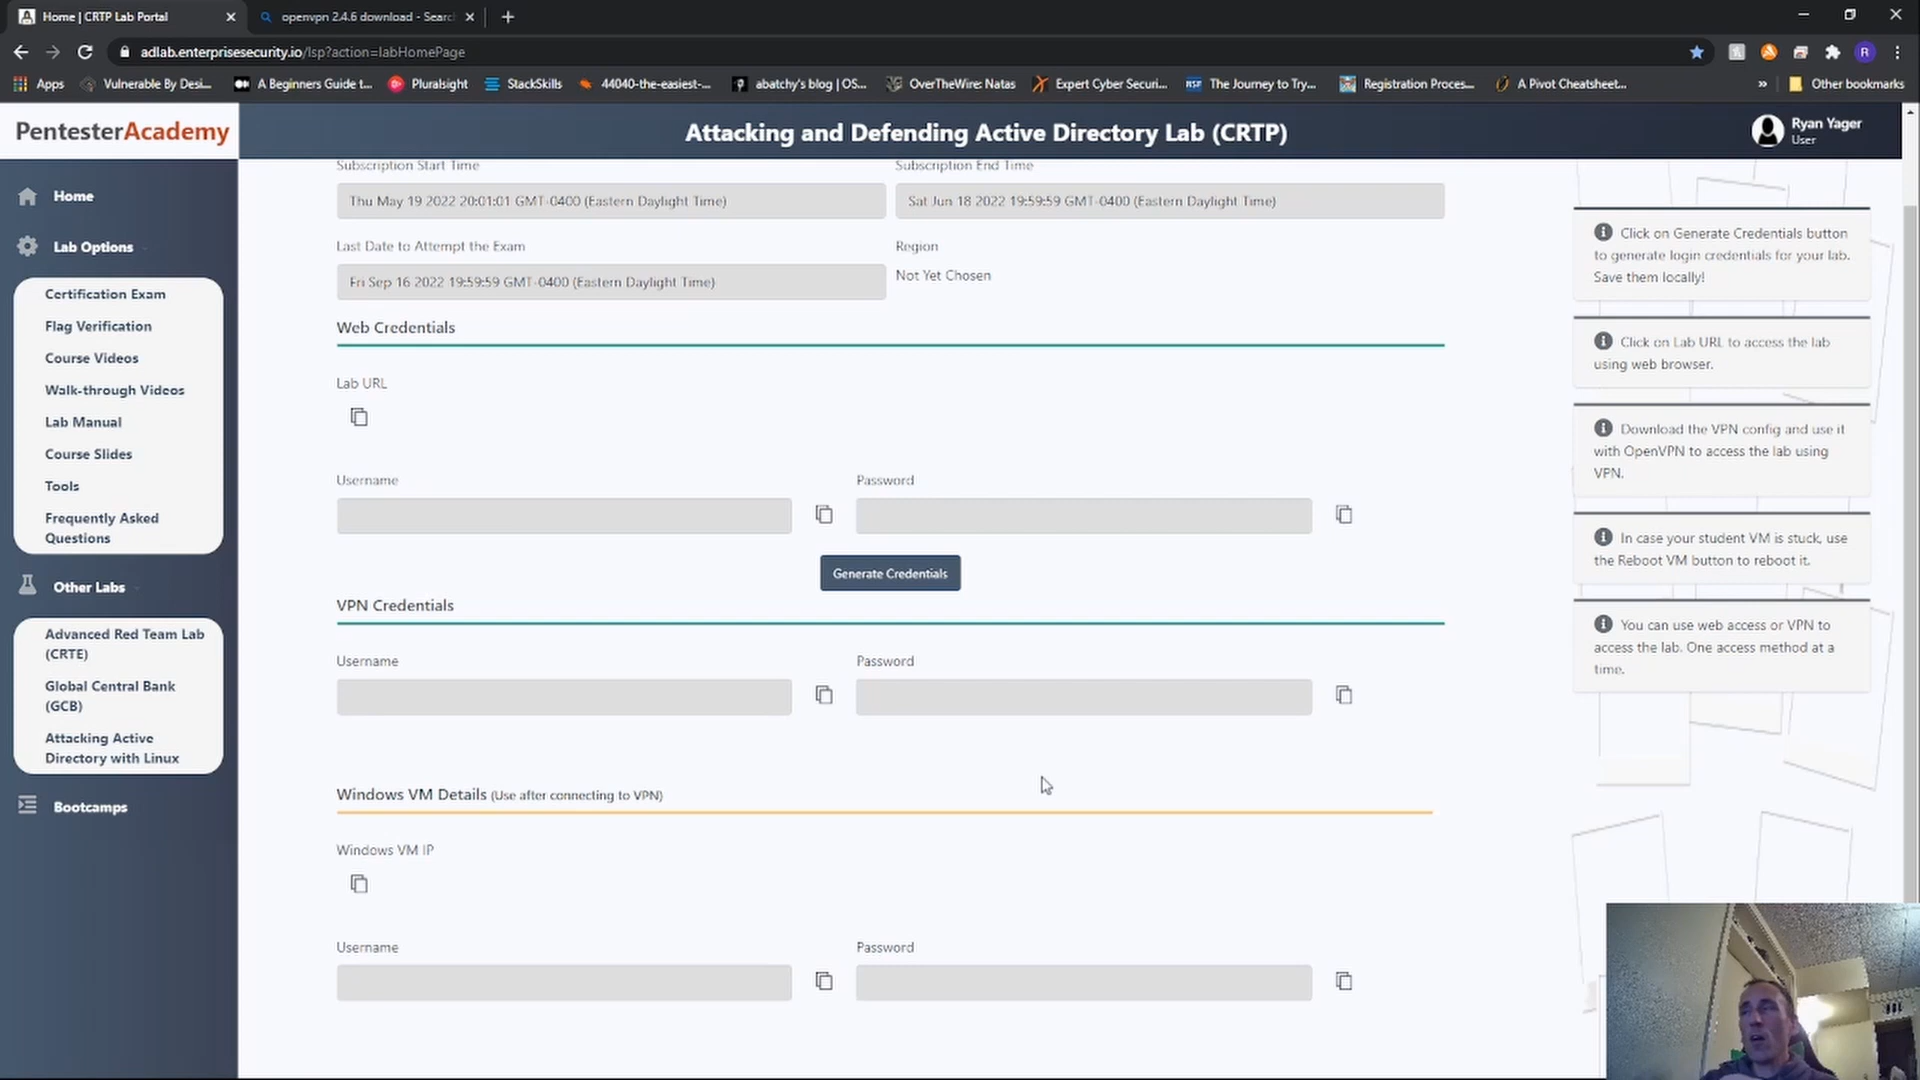 Home | CRTP Lab Portal
openvpn 2.4.6 download - Searc
adlab.enterprisesecurity.io/lsp?action=labHomePage
Apps
Vulnerable By Desi...
A Beginners Guide t...
Pluralsight
StackSkills
44040-the-easiest-...
abatchy's blog | OS...
OverTheWire: Natas
Expert Cyber Securi...
The Journey to Try...
Registration Proces...
A Pivot Cheatsheet...
»
Other bookmarks
PentesterAcademy
Attacking and Defending Active Directory Lab (CRTP)
Ryan Yager
User
Home
Lab Options
Certification Exam
Flag Verification
Course Videos
Walk-through Videos
Lab Manual
Course Slides
Tools
Frequently Asked
Questions
Other Labs
Advanced Red Team Lab
(CRTE)
Global Central Bank
(GCB)
Attacking Active
Directory with Linux
Bootcamps
Subscription Start Time
Subscription End Time
Thu May 19 2022 20:01:01 GMT-0400 (Eastern Daylight Time)
Sat Jun 18 2022 19:59:59 GMT-0400 (Eastern Daylight Time)
Last Date to Attempt the Exam
Region
Fri Sep 16 2022 19:59:59 GMT-0400 (Eastern Daylight Time)
Not Yet Chosen
Web Credentials
Lab URL
Username
Password
Generate Credentials
VPN Credentials
Username
Password
Windows VM Details (Use after connecting to VPN)
Windows VM IP
Username
Password
Click on Generate Credentials button
to generate login credentials for your lab.
Save them locally!
Click on Lab URL to access the lab
using web browser.
Download the VPN config and use it
with OpenVPN to access the lab using
VPN.
In case your student VM is stuck, use
the Reboot VM button to reboot it.
You can use web access or VPN to
access the lab. One access method at a
time.